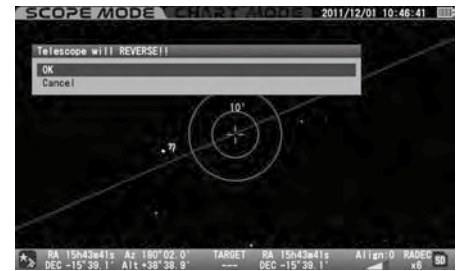 SCOPE MODE CHART MODE 2011/12/01 10:46:41
Telescope will REVERSE!!
OK
Cancel
10'
η
RA 15h43m41s Az 180°02.0' TARGET RA 15h43m41s Align:0 RADEC
DEC -15°39.1' Alt +38°38.9' --- DEC -15°39.1' x6 SD